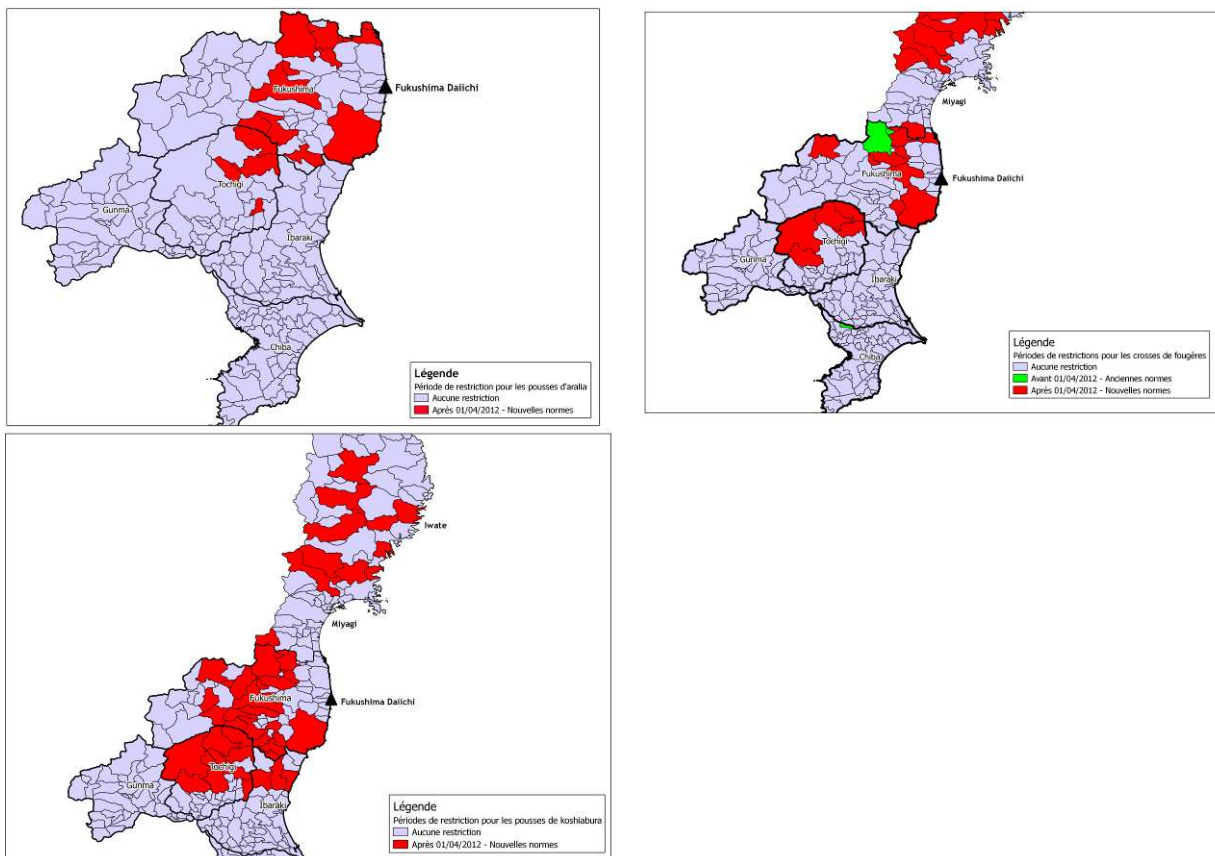 Fukushima
Fukushima Daiichi
Tochigi
Gunma
Ibaraki
Chiba
Légende
Période de restriction pour les pousses d'aralia
Aucune restriction
Après 01/04/2012 - Nouvelles normes
Miyagi
Fukushima
Fukushima Daiichi
Tochigi
Gunma
Ibaraki
Chiba
Légende
Périodes de restrictions pour les crosses de fougères
Aucune restriction
Avant 01/04/2012 - Anciennes normes
Après 01/04/2012 - Nouvelles normes
Iwate
Miyagi
Fukushima
Fukushima Daiichi
Tochigi
Gunma
Ibaraki
Légende
Périodes de restriction pour les pousses de koshiabura
Aucune restriction
Après 01/04/2012 - Nouvelles normes